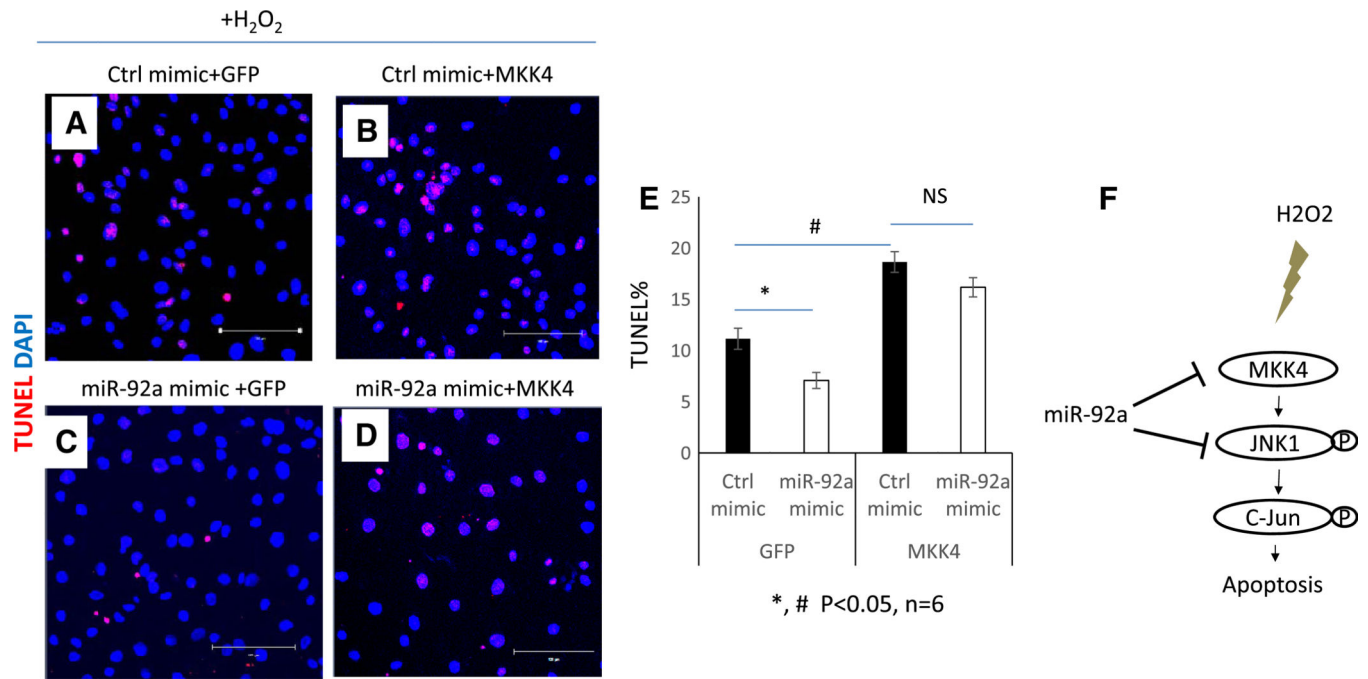 +H₂O₂
Ctrl mimic+GFP
Ctrl mimic+MKK4
A
B
miR-92a mimic +GFP
miR-92a mimic+MKK4
C
D
TUNEL DAPI
E
TUNEL%
25
20
15
10
5
0
*
#
NS
Ctrl mimic
miR-92a mimic
Ctrl mimic
miR-92a mimic
GFP
MKK4
*, # P<0.05, n=6
F
H2O2
MKK4
miR-92a
JNK1 P
C-Jun P
Apoptosis